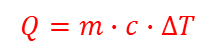 Q = m · c · ΔT